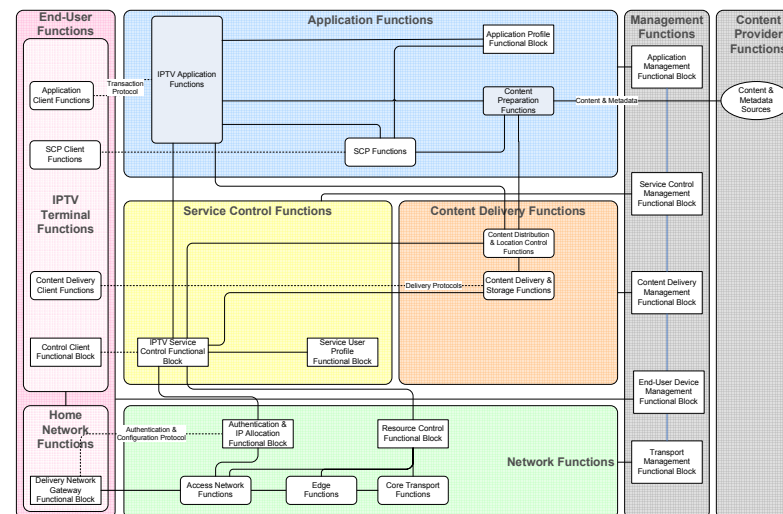 End-User
Functions
Application Functions
Management
Functions
Content
Provider
Functions
Application Profile
Functional Block
IPTV Application
Functions
Application
Management
Functional Block
Application
Client Functions
Transaction
Protocol
Content
Preparation
Functions
Content & Metadata
Content &
Metadata
Sources
SCP Client
Functions
SCP Functions
IPTV
Terminal
Functions
Service Control
Management
Functional Block
Service Control Functions
Content Delivery Functions
Content Distribution
& Location Control
Functions
Content Delivery
Client Functions
Delivery Protocols
Content Delivery &
Storage Functions
Content Delivery
Management
Functional Block
Control Client
Functional Block
IPTV Service
Control Functional
Block
Service User
Profile
Functional Block
End-User Device
Management
Functional Block
Home
Network
Functions
Authentication &
Configuration Protocol
Authentication &
IP Allocation
Functional Block
Resource Control
Functional Block
Network Functions
Transport
Management
Functional Block
Delivery Network
Gateway
Functional Block
Access Network
Functions
Edge
Functions
Core Transport
Functions